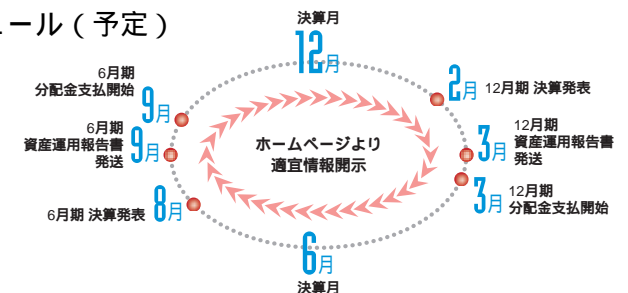 ール（予定）
決算月
12月
2月 12月期 決算発表
3月 12月期
資産運用報告書
発送
3月 12月期
分配金支払開始
ホームページより
適宜情報開示
6月
決算月
8月
6月期 決算発表
9月
6月期
資産運用報告書
発送
9月
6月期
分配金支払開始